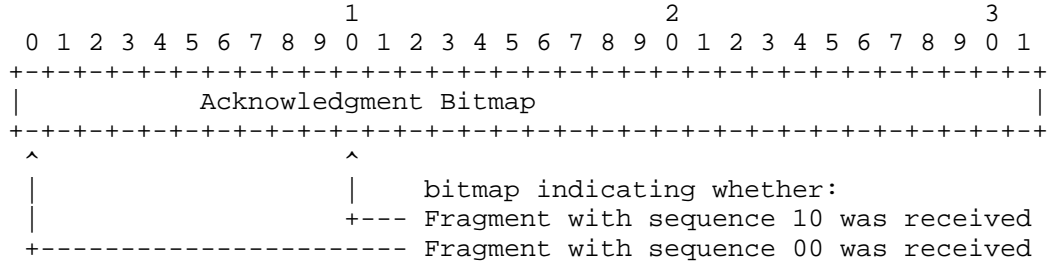 1                   2                   3
 0 1 2 3 4 5 6 7 8 9 0 1 2 3 4 5 6 7 8 9 0 1 2 3 4 5 6 7 8 9 0 1
+-+-+-+-+-+-+-+-+-+-+-+-+-+-+-+-+-+-+-+-+-+-+-+-+-+-+-+-+-+-+-+-+
|           Acknowledgment Bitmap                               |
+-+-+-+-+-+-+-+-+-+-+-+-+-+-+-+-+-+-+-+-+-+-+-+-+-+-+-+-+-+-+-+-+
 ^                   ^
 |                   |    bitmap indicating whether:
 |                   +--- Fragment with sequence 10 was received
 +----------------------- Fragment with sequence 00 was received